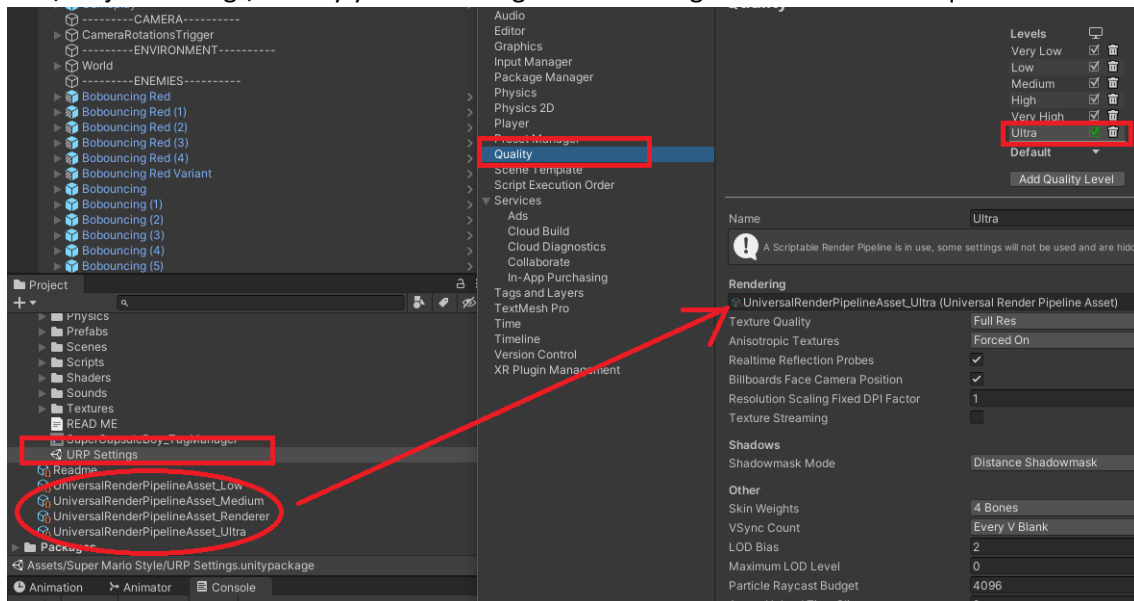 ---------CAMERA----------
CameraRotationsTrigger
---------ENVIRONMENT----------
World
---------ENEMIES----------
Bobouncing Red
Bobouncing Red (1)
Bobouncing Red (2)
Bobouncing Red (3)
Bobouncing Red (4)
Bobouncing Red Variant
Bobouncing
Bobouncing (1)
Bobouncing (2)
Bobouncing (3)
Bobouncing (4)
Bobouncing (5)
Project
Physics
Prefabs
Scenes
Scripts
Shaders
Sounds
Textures
READ ME
SuperCapsuleBoy_TagManager
URP Settings
Readme
UniversalRenderPipelineAsset_Low
UniversalRenderPipelineAsset_Medium
UniversalRenderPipelineAsset_Renderer
UniversalRenderPipelineAsset_Ultra
Packages
Assets/Super Mario Style/URP Settings.unitypackage
Animation Animator Console
Audio
Editor
Graphics
Input Manager
Package Manager
Physics
Physics 2D
Player
Preset Manager
Quality
Scene Template
Script Execution Order
Services
Ads
Cloud Build
Cloud Diagnostics
Collaborate
In-App Purchasing
Tags and Layers
TextMesh Pro
Time
Timeline
Version Control
XR Plugin Management
Levels
Very Low
Low
Medium
High
Very High
Ultra
Default
Add Quality Level
Name Ultra
A Scriptable Render Pipeline is in use, some settings will not be used and are
Rendering
UniversalRenderPipelineAsset_Ultra (Universal Render Pipeline Asset)
Texture Quality Full Res
Anisotropic Textures Forced On
Realtime Reflection Probes
Billboards Face Camera Position
Resolution Scaling Fixed DPI Factor 1
Texture Streaming
Shadows
Shadowmask Mode Distance Shadowmask
Other
Skin Weights 4 Bones
VSync Count Every V Blank
LOD Bias 2
Maximum LOD Level 0
Particle Raycast Budget 4096